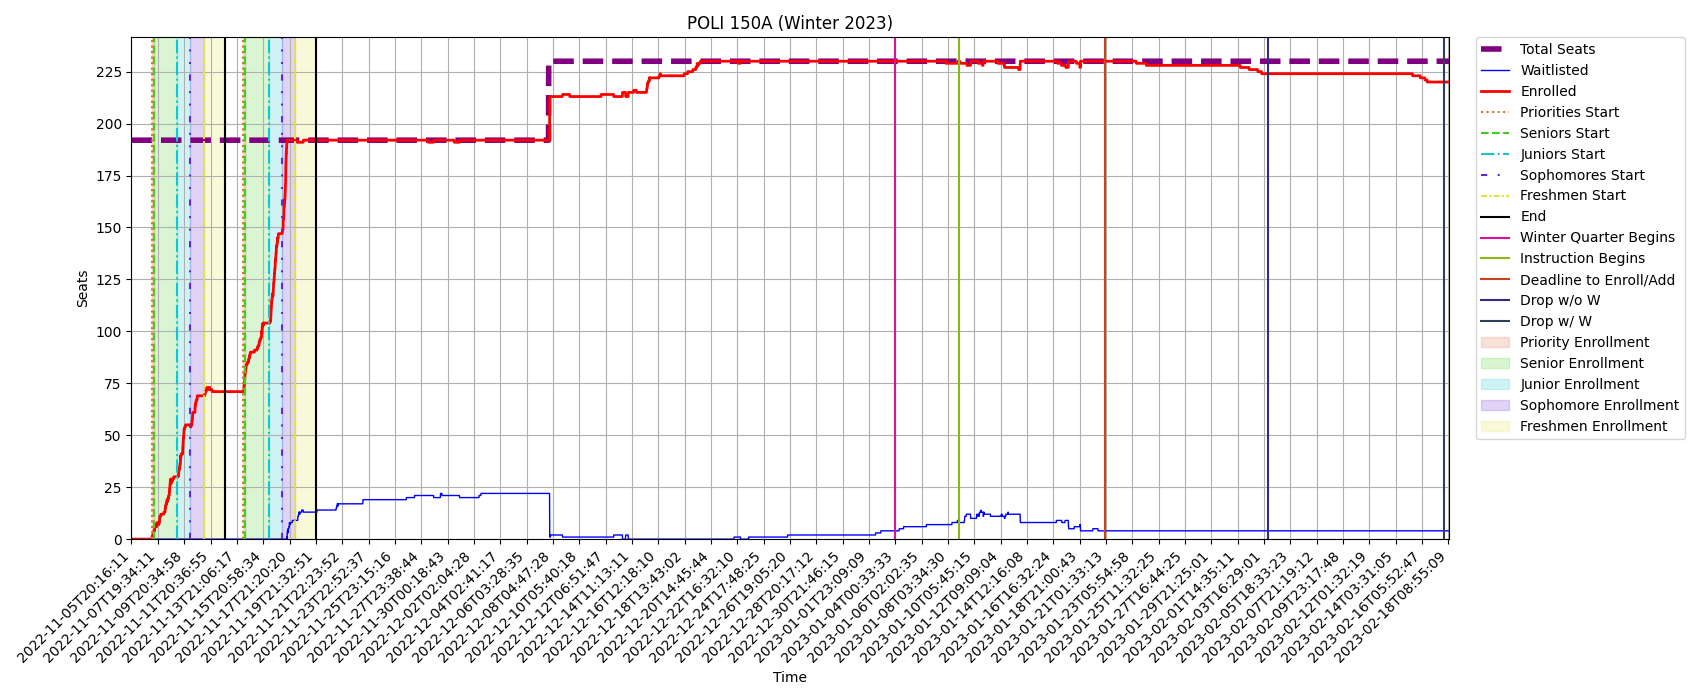 POLI 150A (Winter 2023)
Seats
225
200
175
150
125
100
75
50
25
0
2022-11-05T20:16:11
2022-11-07T19:34:11
2022-11-09T20:34:58
2022-11-11T20:36:55
2022-11-13T21:06:17
2022-11-15T20:58:34
2022-11-17T21:20:20
2022-11-19T21:32:51
2022-11-21T22:23:52
2022-11-23T22:52:37
2022-11-25T23:15:16
2022-11-27T23:38:44
2022-11-30T00:18:43
2022-12-02T02:04:28
2022-12-04T02:41:17
2022-12-06T03:28:35
2022-12-08T04:47:28
2022-12-10T05:40:18
2022-12-12T06:51:47
2022-12-14T11:13:11
2022-12-16T12:18:10
2022-12-18T13:43:02
2022-12-20T14:45:44
2022-12-22T16:32:10
2022-12-24T17:48:25
2022-12-26T19:05:20
2022-12-28T20:17:12
2022-12-30T21:46:15
2023-01-01T23:09:09
2023-01-04T00:33:33
2023-01-06T02:02:35
2023-01-08T03:34:30
2023-01-10T05:45:15
2023-01-12T09:09:04
2023-01-14T12:16:08
2023-01-16T16:32:24
2023-01-18T21:00:43
2023-01-21T01:33:13
2023-01-23T05:54:58
2023-01-25T11:32:25
2023-01-27T16:44:25
2023-01-29T21:25:01
2023-02-01T14:35:11
2023-02-03T16:29:01
2023-02-05T18:33:23
2023-02-07T21:19:12
2023-02-09T23:17:48
2023-02-12T01:32:19
2023-02-14T03:31:05
2023-02-16T05:52:47
2023-02-18T08:55:09
Time
Total Seats
Waitlisted
Enrolled
Priorities Start
Seniors Start
Juniors Start
Sophomores Start
Freshmen Start
End
Winter Quarter Begins
Instruction Begins
Deadline to Enroll/Add
Drop w/o W
Drop w/ W
Priority Enrollment
Senior Enrollment
Junior Enrollment
Sophomore Enrollment
Freshmen Enrollment